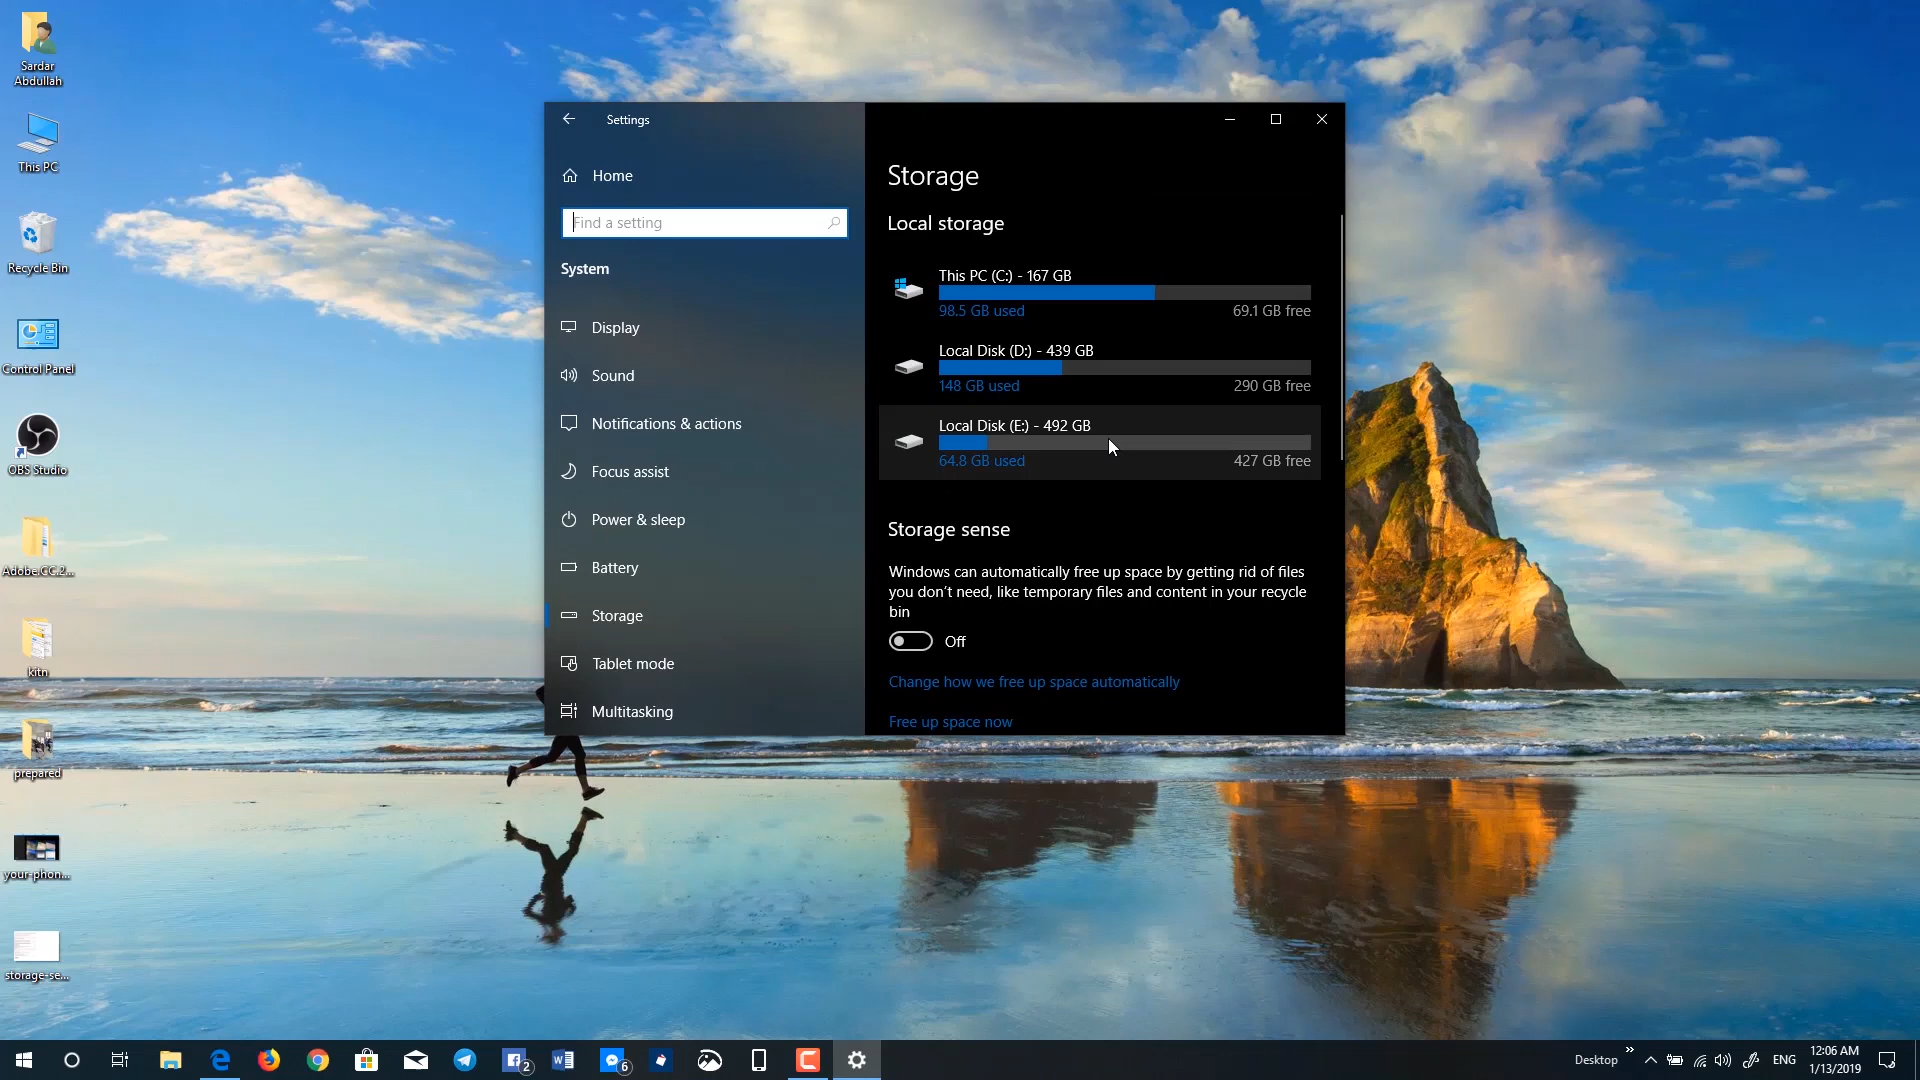 Sardar
Abdullah
This PC
Recycle Bin
Control Panel
OBS Studio
Adobe.CC.2...
kitn
prepared
your-phon...
storage-se...
Settings
Home
Find a setting
System
Display
Sound
Notifications & actions
Focus assist
Power & sleep
Battery
Storage
Tablet mode
Multitasking
Storage
Local storage
This PC (C:) - 167 GB
98.5 GB used 69.1 GB free
Local Disk (D:) - 439 GB
148 GB used 290 GB free
Local Disk (E:) - 492 GB
64.8 GB used 427 GB free
Storage sense
Windows can automatically free up space by getting rid of files
you don't need, like temporary files and content in your recycle
bin
Off
Change how we free up space automatically
Free up space now
2
6
Desktop
ENG
12:06 AM
1/13/2019